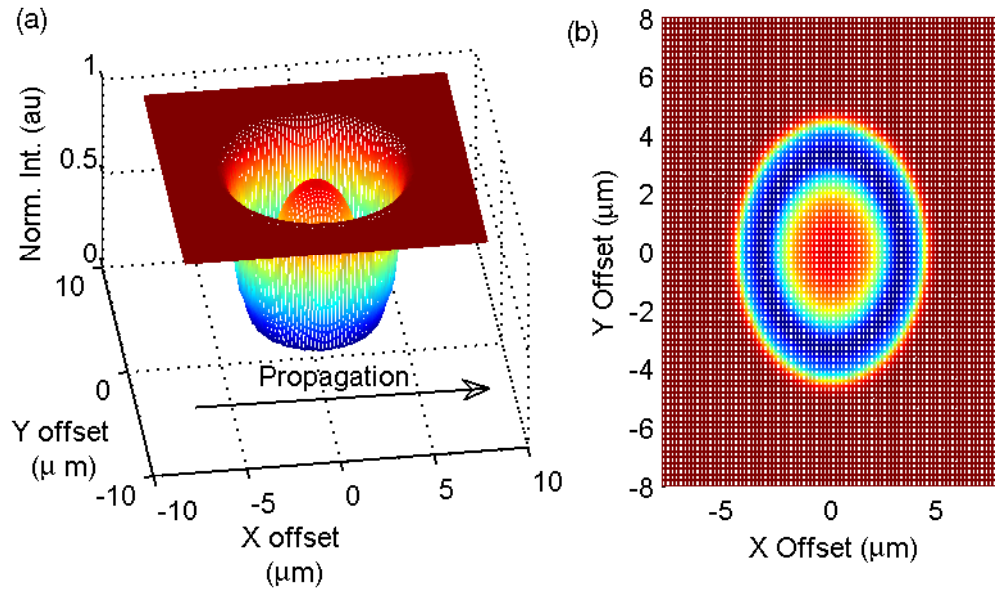 (a)
1
0.5
0
Norm. Int. (au)
10
0
-10
Y offset
(μ m)
Propagation
-10
-5
0
5
10
X offset
(μm)
(b)
8
6
4
2
0
-2
-4
-6
-8
Y Offset (μm)
-5
0
5
X Offset (μm)